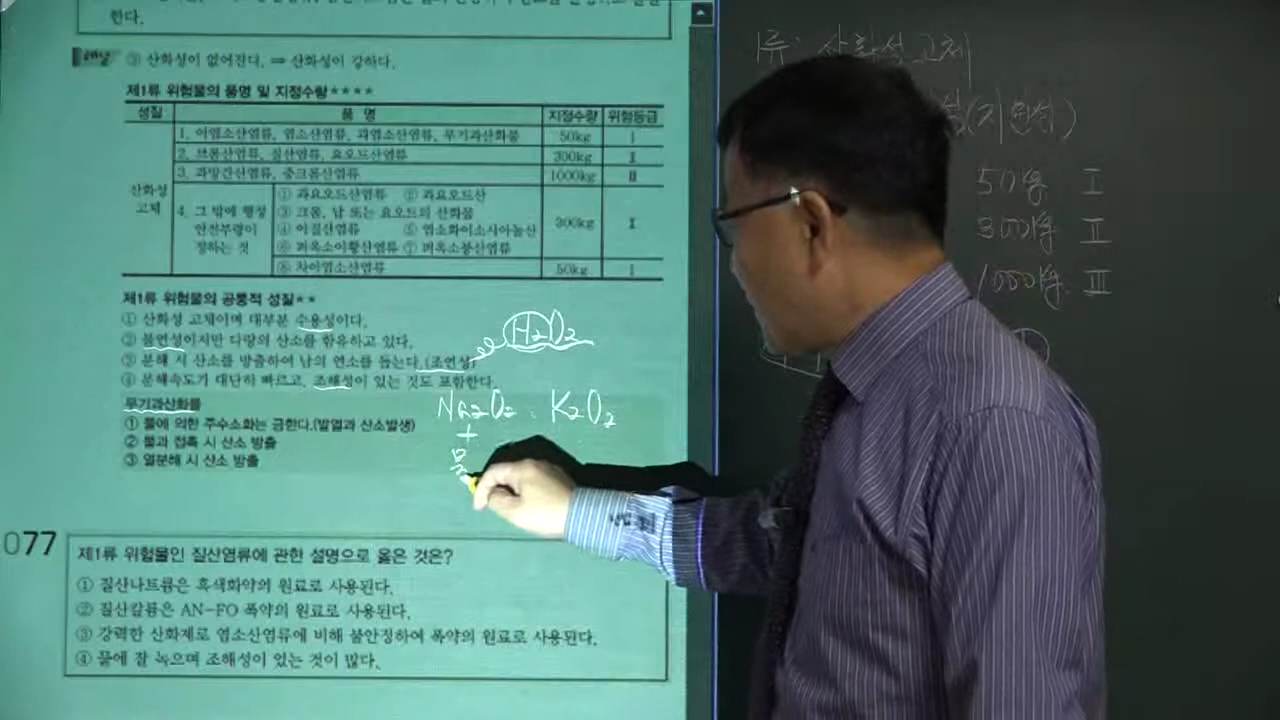 한다.
해설 ③ 산화성이 없어진다. ⇒ 산화성이 강하다.
제1류 위험물의 품명 및 지정수량★★★★
성질 품 명 지정수량 위험등급
산화성 고체
1. 아염소산염류, 염소산염류, 과염소산염류, 무기과산화물 50kg I
2. 브롬산염류, 질산염류, 요오드산염류 300kg II
3. 과망간산염류, 중크롬산염류 1000kg III
4. 그 밖에 행정안전부령이 정하는 것
① 과요오드산염류 ② 과요오드산
③ 크롬, 납 또는 요오드의 산화물
④ 아질산염류 ⑤ 염소화이소시아눌산
⑥ 퍼옥소이황산염류 ⑦ 퍼옥소붕산염류
300kg II
⑧ 차아염소산염류 50kg I
제1류 위험물의 공통적 성질★★
① 산화성 고체이며 대부분 수용성이다.
② 불연성이지만 다량의 산소를 함유하고 있다.
③ 분해 시 산소를 방출하여 남의 연소를 돕는다.(조연성)
④ 분해속도가 대단히 빠르고, 조해성이 있는 것도 포함한다.
H₂O₂
무기과산화물
① 물에 의한 주수소화는 금한다.(발열과 산소발생)
② 물과 접촉 시 산소 방출
③ 열분해 시 산소 방출
Na₂O₂ . K₂O₂
+
물
077
제1류 위험물인 질산염류에 관한 설명으로 옳은 것은?
① 질산나트륨은 흑색화약의 원료로 사용된다.
② 질산칼륨은 AN-FO 폭약의 원료로 사용된다.
③ 강력한 산화제로 염소산염류에 비해 불안정하여 폭약의 원료로 사용된다.
④ 물에 잘 녹으며 조해성이 있는 것이 많다.
1류: 산화성고체
(지연성)
50 I
300 II
1000 III